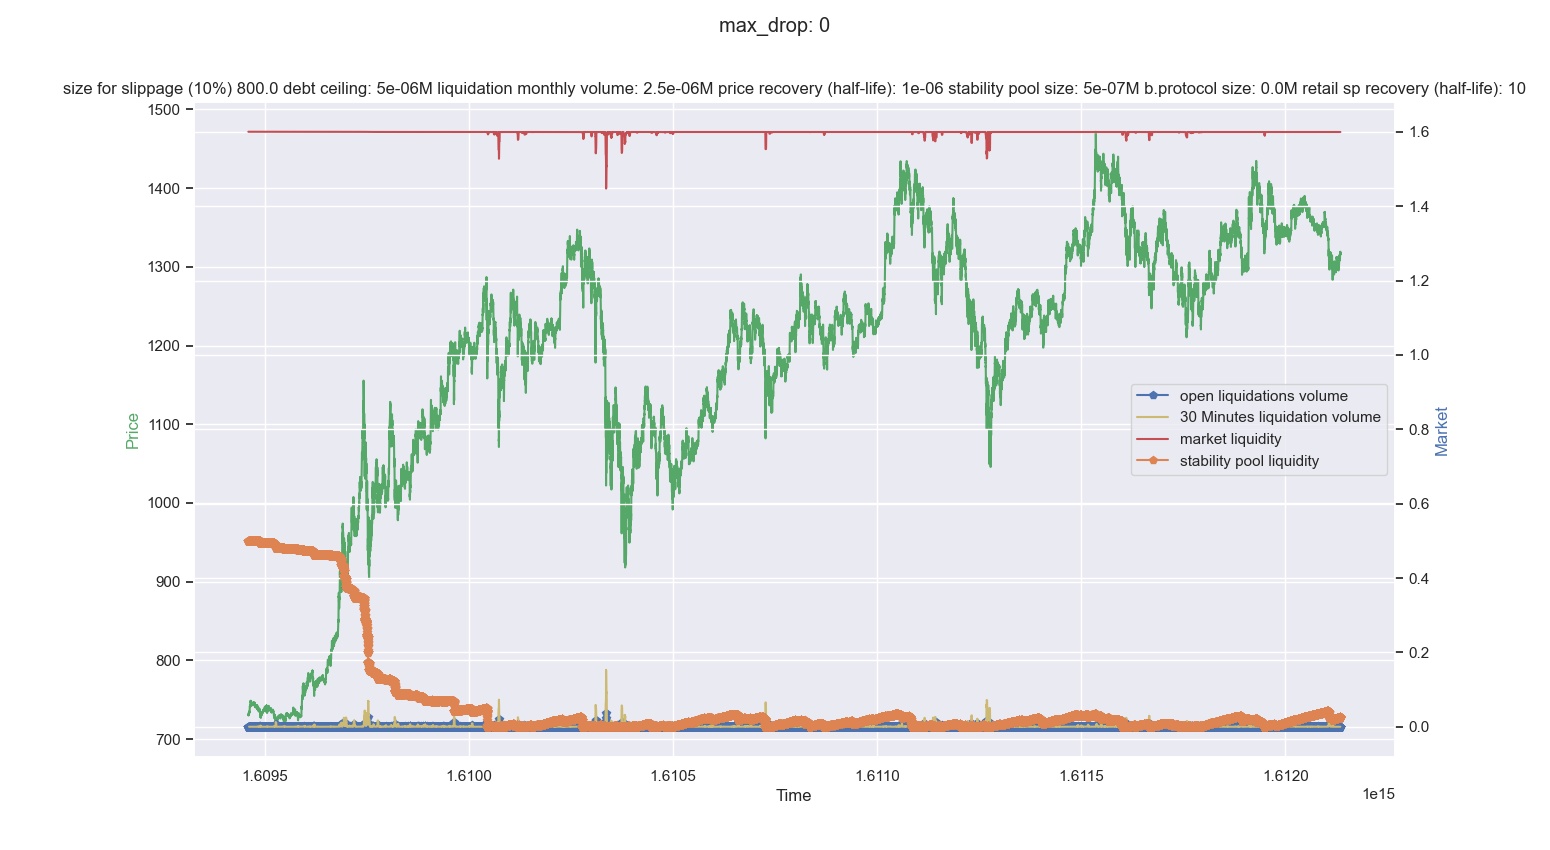 max_drop: 0
size for slippage (10%) 800.0 debt ceiling: 5e-06M liquidation monthly volume: 2.5e-06M price recovery (half-life): 1e-06 stability pool size: 5e-07M b.protocol size: 0.0M retail sp recovery (half-life): 10
1500
1400
1300
1200
1100
1000
900
800
700
Price
1.6
1.4
1.2
1.0
0.8
0.6
0.4
0.2
0.0
Market
open liquidations volume
30 Minutes liquidation volume
market liquidity
stability pool liquidity
1.6095
1.6100
1.6105
1.6110
1.6115
1.6120
1e15
Time